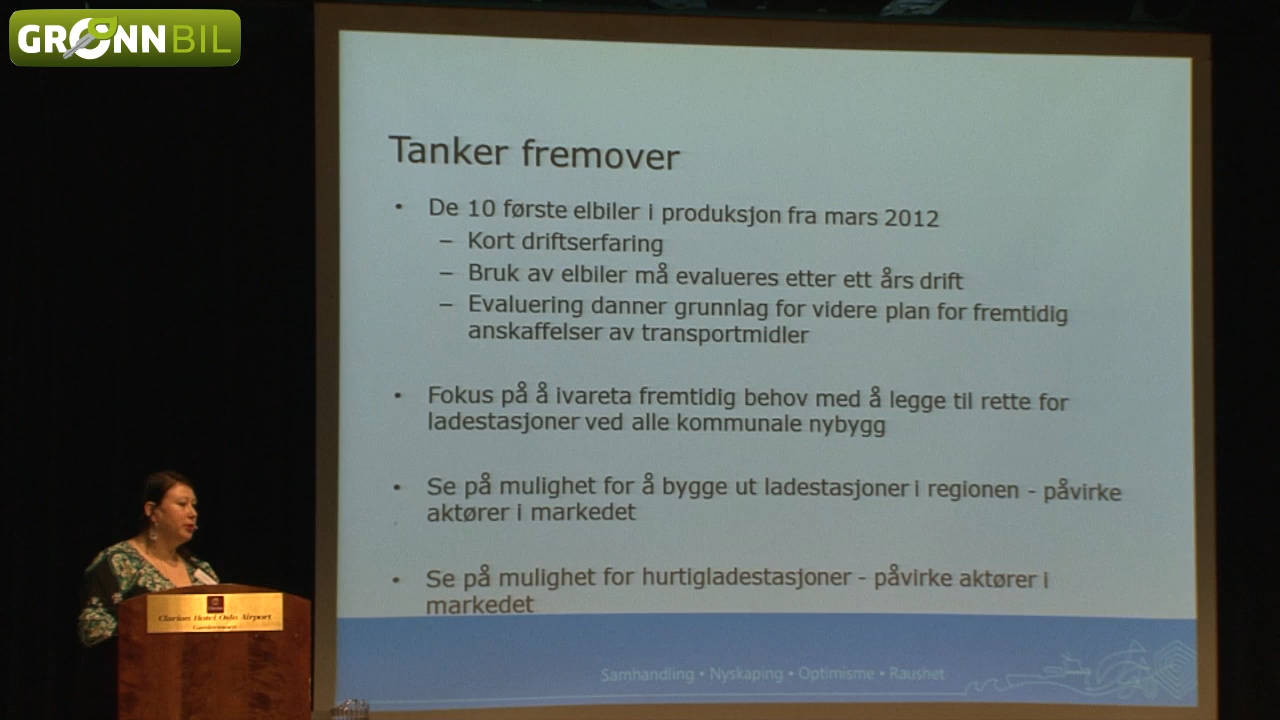 GRØNN BIL
Tanker fremover
• De 10 første elbiler i produksjon fra mars 2012
– Kort driftserfaring
– Bruk av elbiler må evalueres etter ett års drift
– Evaluering danner grunnlag for videre plan for fremtidig
anskaffelser av transportmidler
• Fokus på å ivareta fremtidig behov med å legge til rette for
ladestasjoner ved alle kommunale nybygg
• Se på mulighet for å bygge ut ladestasjoner i regionen - påvirke
aktører i markedet
• Se på mulighet for hurtigladestasjoner - påvirke aktører i
markedet
Samhandling • Nyskaping • Optimisme • Raushet
Clarion Hotel Oslo Airport
Gardermoen